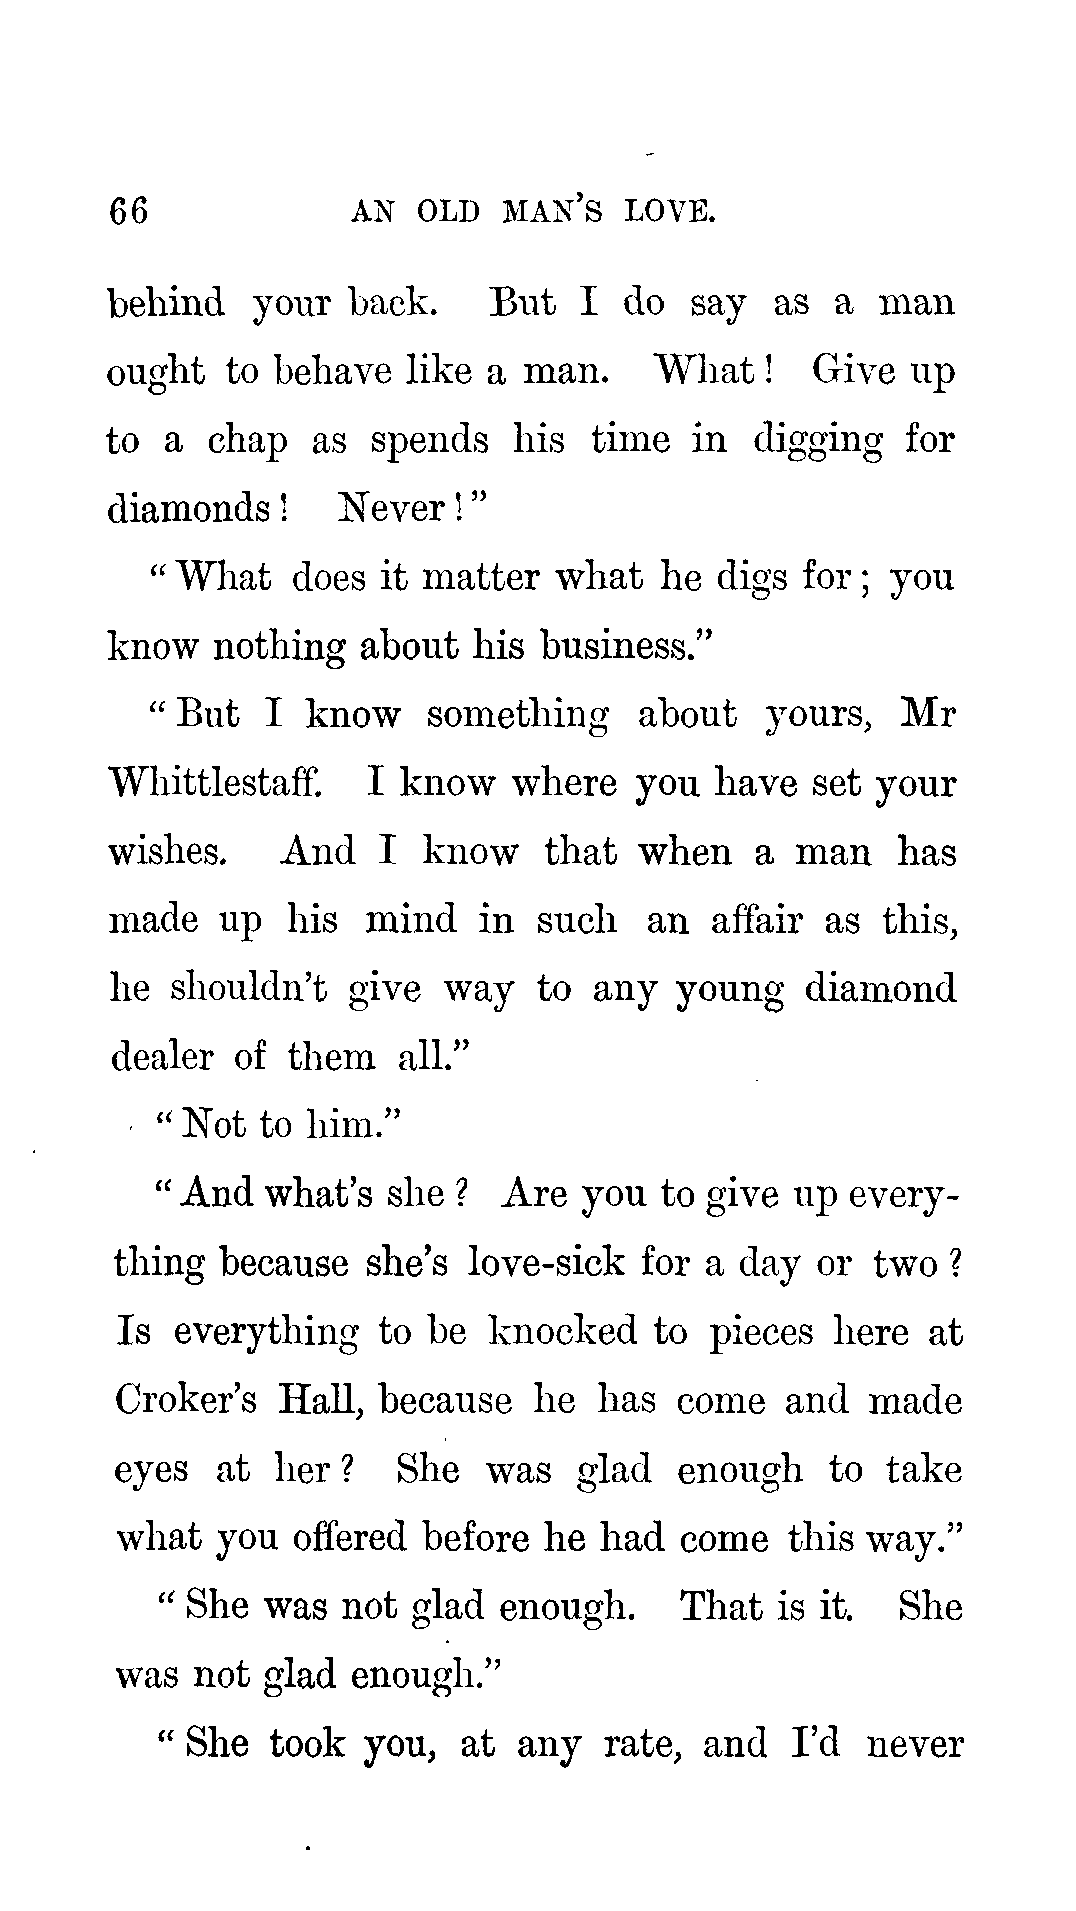 66 AN OLD MAN'S LOVE.
behind your back. But I do say as a man
ought to behave like a man. What! Give up
to a chap as spends his time in digging for
diamonds! Never!"
"What does it matter what he digs for; you
know nothing about his business."
"But I know something about yours, Mr
Whittlestaff. I know where you have set your
wishes. And I know that when a man has
made up his mind in such an affair as this,
he shouldn't give way to any young diamond
dealer of them all."
"Not to him."
"And what's she? Are you to give up every-
thing because she's love-sick for a day or two?
Is everything to be knocked to pieces here at
Croker's Hall, because he has come and made
eyes at her? She was glad enough to take
what you offered before he had come this way."
"She was not glad enough. That is it. She
was not glad enough."
"She took you, at any rate, and I'd never